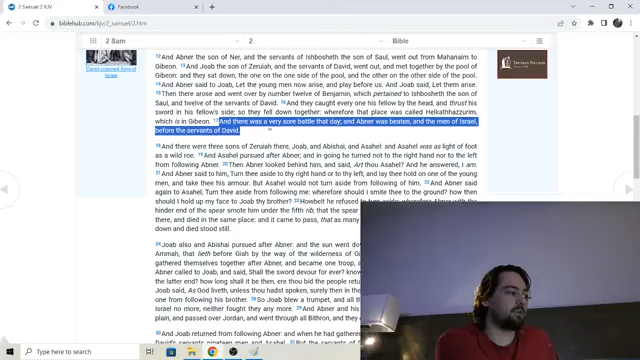 2 Samuel 2 KJV
Facebook
biblehub.com/kjv/2_samuel/2.htm
2 Sam
2
Bible
David crowned King of
Israel
THOMAS NELSON
12 And Abner the son of Ner, and the servants of Ishbosheth the son of Saul, went out from Mahanaim to
Gibeon. 13 And Joab the son of Zeruiah, and the servants of David, went out, and met together by the pool of
Gibeon: and they sat down, the one on the one side of the pool, and the other on the other side of the pool.
14 And Abner said to Joab, Let the young men now arise, and play before us. And Joab said, Let them arise.
15 Then there arose and went over by number twelve of Benjamin, which pertained to Ishbosheth the son of
Saul, and twelve of the servants of David. 16 And they caught every one his fellow by the head, and thrust his
sword in his fellow's side; so they fell down together: wherefore that place was called Helkathhazzurim,
which is in Gibeon. 17 And there was a very sore battle that day; and Abner was beaten, and the men of Israel,
before the servants of David.
18 And there were three sons of Zeruiah there, Joab, and Abishai, and Asahel: and Asahel was as light of foot
as a wild roe. 19 And Asahel pursued after Abner; and in going he turned not to the right hand nor to the left
from following Abner. 20 Then Abner looked behind him, and said, Art thou Asahel? And he answered, I am.
21 And Abner said to him, Turn thee aside to thy right hand or to thy left, and lay thee hold on one of the young
men, and take thee his armour. But Asahel would not turn aside from following of him. 22 And Abner said
again to Asahel, Turn thee aside from following me: wherefore should I smite thee to the ground? how then
should I hold up my face to Joab thy brother? 23 Howbeit he refused to turn aside: wherefore Abner with the
hinder end of the spear smote him under the fifth rib, that the spear
there, and died in the same place: and it came to pass, that as many
down and died stood still.
24 Joab also and Abishai pursued after Abner: and the sun went dow
Ammah, that lieth before Giah by the way of the wilderness of Gi
gathered themselves together after Abner, and became one troop, a
Abner called to Joab, and said, Shall the sword devour for ever? know
the latter end? how long shall it be then, ere thou bid the people retu
Joab said, As God liveth, unless thou hadst spoken, surely then in the
one from following his brother. 28 So Joab blew a trumpet, and all th
Israel no more, neither fought they any more. 29 And Abner and his
plain, and passed over Jordan, and went through all Bithron, and they c
30 And Joab returned from following Abner: and when he had gathered
David's servants nineteen men and Asahel.
Type here to search